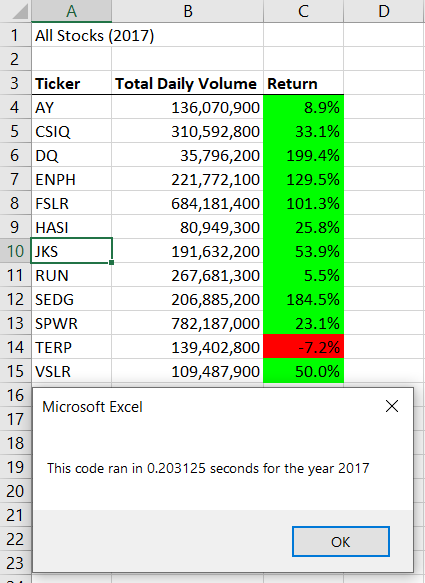 A B C D
1 All Stocks (2017)
2
3 Ticker Total Daily Volume Return
4 AY 136,070,900 8.9%
5 CSIQ 310,592,800 33.1%
6 DQ 35,796,200 199.4%
7 ENPH 221,772,100 129.5%
8 FSLR 684,181,400 101.3%
9 HASI 80,949,300 25.8%
10 JKS 191,632,200 53.9%
11 RUN 267,681,300 5.5%
12 SEDG 206,885,200 184.5%
13 SPWR 782,187,000 23.1%
14 TERP 139,402,800 -7.2%
15 VSLR 109,487,900 50.0%
16
17 Microsoft Excel
18
19 This code ran in 0.203125 seconds for the year 2017
20
21
22 OK
23